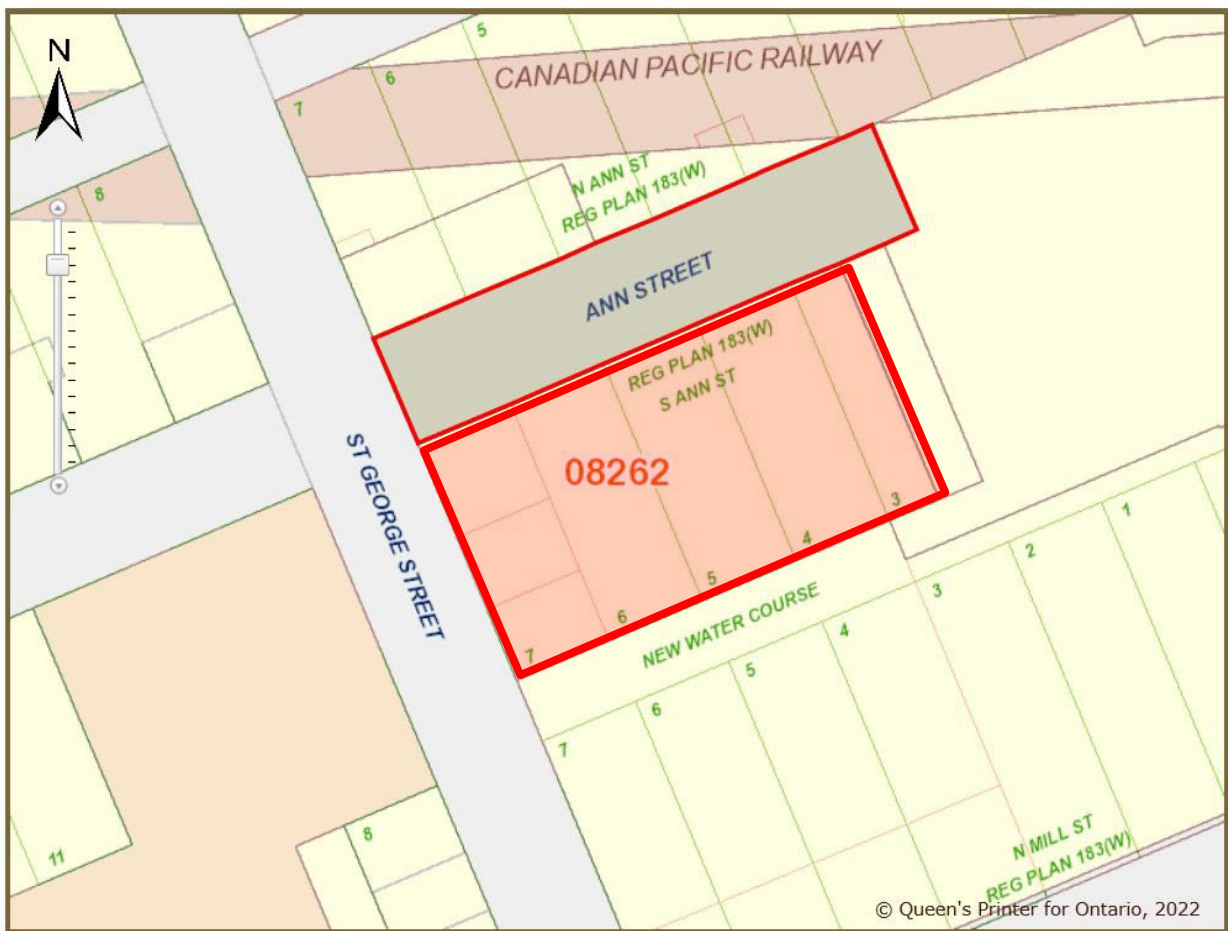 N
5
6
7
8
CANADIAN PACIFIC RAILWAY
N ANN ST
REG PLAN 183(W)
ANN STREET
REG PLAN 183(W)
S ANN ST
08262
ST GEORGE STREET
3
4
5
6
7
NEW WATER COURSE
1
2
3
4
5
6
7
8
11
N MILL ST
REG PLAN 183(W)
© Queen's Printer for Ontario, 2022